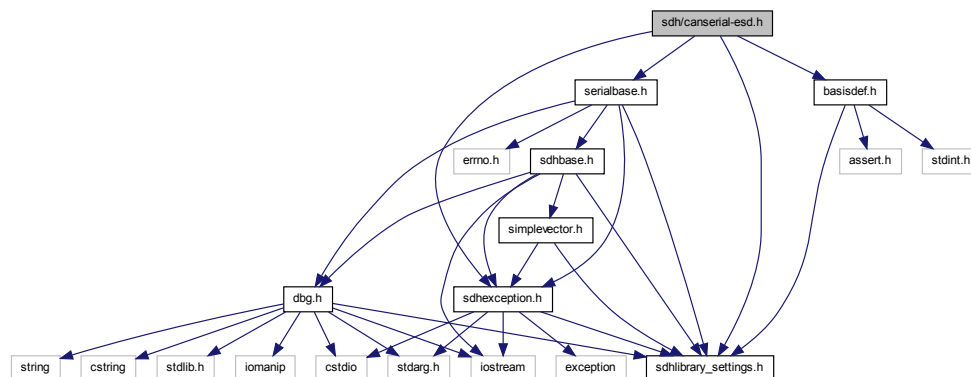 sdh/canserial-esd.h
serialbase.h
basisdef.h
errno.h
sdhbase.h
assert.h
stdint.h
simplevector.h
dbg.h
sdhexception.h
string
cstring
stdlib.h
iomanip
cstdio
stdarg.h
iostream
exception
sdhlibrary_settings.h